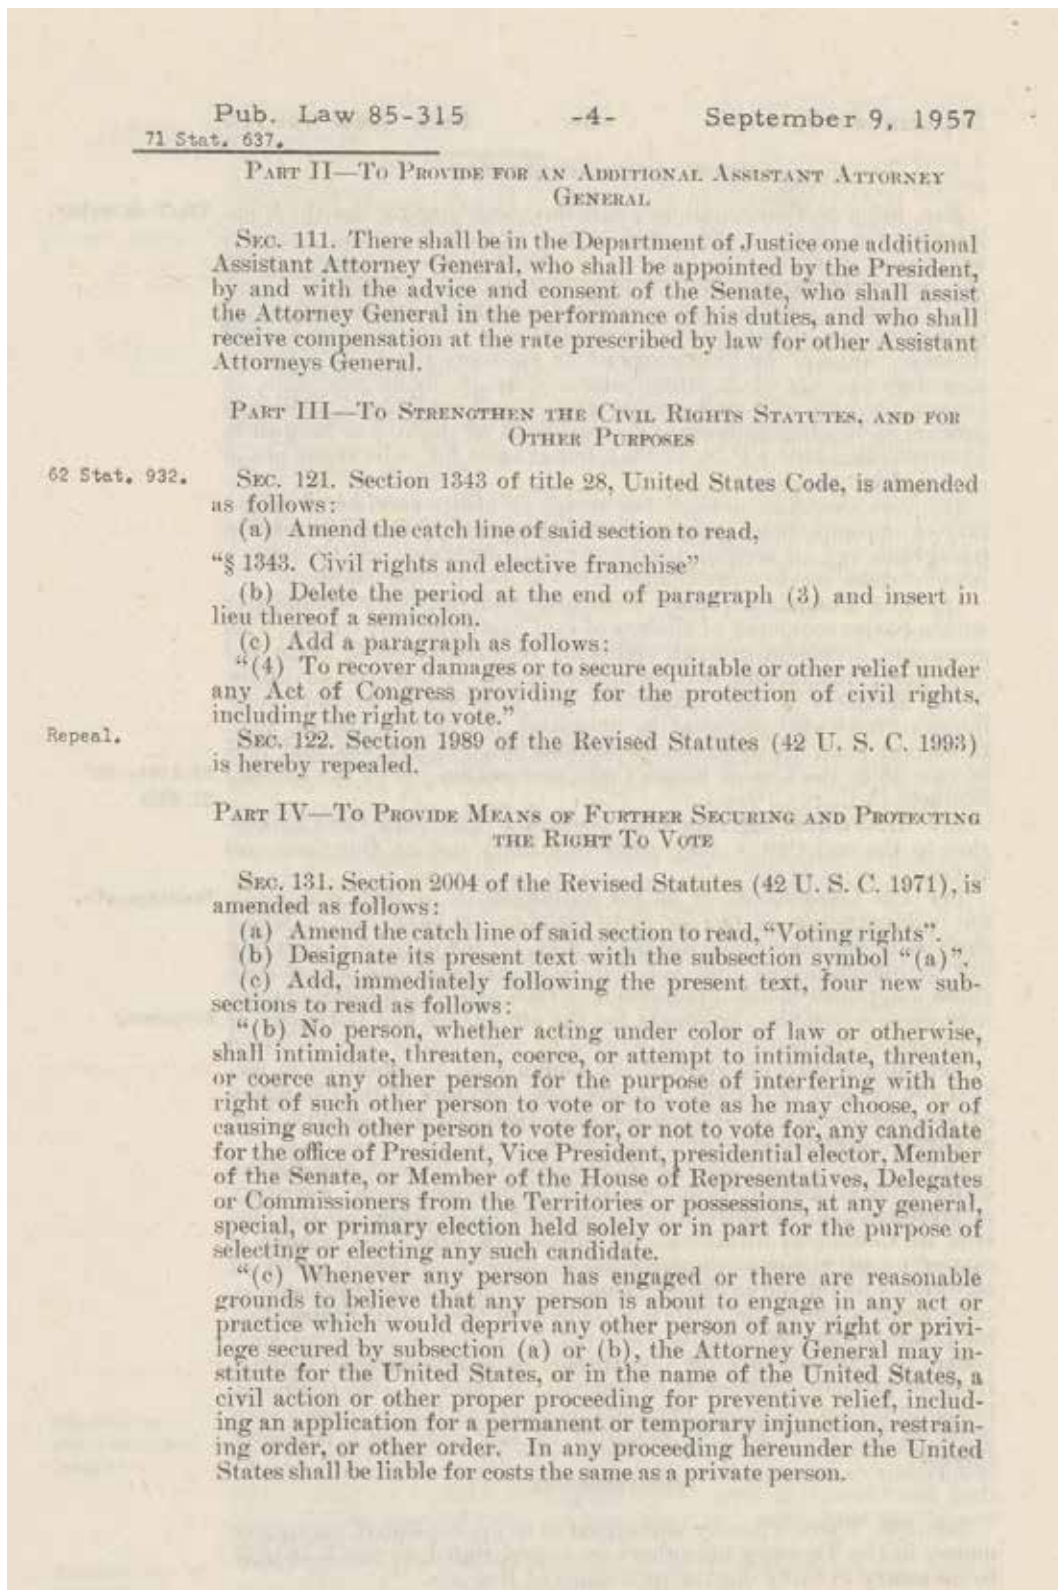 Pub. Law 85-315 -4- September 9, 1957
71 Stat. 637.
PART II—TO PROVIDE FOR AN ADDITIONAL ASSISTANT ATTORNEY
GENERAL
SEC. 111. There shall be in the Department of Justice one additional
Assistant Attorney General, who shall be appointed by the President,
by and with the advice and consent of the Senate, who shall assist
the Attorney General in the performance of his duties, and who shall
receive compensation at the rate prescribed by law for other Assistant
Attorneys General.
PART III—TO STRENGTHEN THE CIVIL RIGHTS STATUTES, AND FOR
OTHER PURPOSES
62 Stat. 932.
SEC. 121. Section 1343 of title 28, United States Code, is amended
as follows:
(a) Amend the catch line of said section to read,
“§ 1343. Civil rights and elective franchise”
(b) Delete the period at the end of paragraph (3) and insert in
lieu thereof a semicolon.
(c) Add a paragraph as follows:
“(4) To recover damages or to secure equitable or other relief under
any Act of Congress providing for the protection of civil rights,
including the right to vote.”
Repeal.
SEC. 122. Section 1989 of the Revised Statutes (42 U. S. C. 1993)
is hereby repealed.
PART IV—TO PROVIDE MEANS OF FURTHER SECURING AND PROTECTING
THE RIGHT TO VOTE
SEC. 131. Section 2004 of the Revised Statutes (42 U. S. C. 1971), is
amended as follows:
(a) Amend the catch line of said section to read, “Voting rights”.
(b) Designate its present text with the subsection symbol “(a)”.
(c) Add, immediately following the present text, four new sub-
sections to read as follows:
“(b) No person, whether acting under color of law or otherwise,
shall intimidate, threaten, coerce, or attempt to intimidate, threaten,
or coerce any other person for the purpose of interfering with the
right of such other person to vote or to vote as he may choose, or of
causing such other person to vote for, or not to vote for, any candidate
for the office of President, Vice President, presidential elector, Member
of the Senate, or Member of the House of Representatives, Delegates
or Commissioners from the Territories or possessions, at any general,
special, or primary election held solely or in part for the purpose of
selecting or electing any such candidate.
“(c) Whenever any person has engaged or there are reasonable
grounds to believe that any person is about to engage in any act or
practice which would deprive any other person of any right or privi-
lege secured by subsection (a) or (b), the Attorney General may in-
stitute for the United States, or in the name of the United States, a
civil action or other proper proceeding for preventive relief, includ-
ing an application for a permanent or temporary injunction, restrain-
ing order, or other order. In any proceeding hereunder the United
States shall be liable for costs the same as a private person.